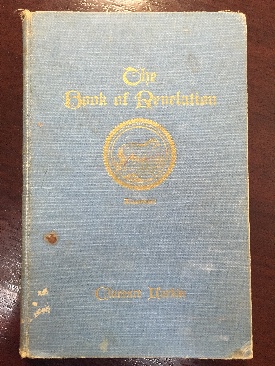 The
Book of Revelation
Clarence Larkin